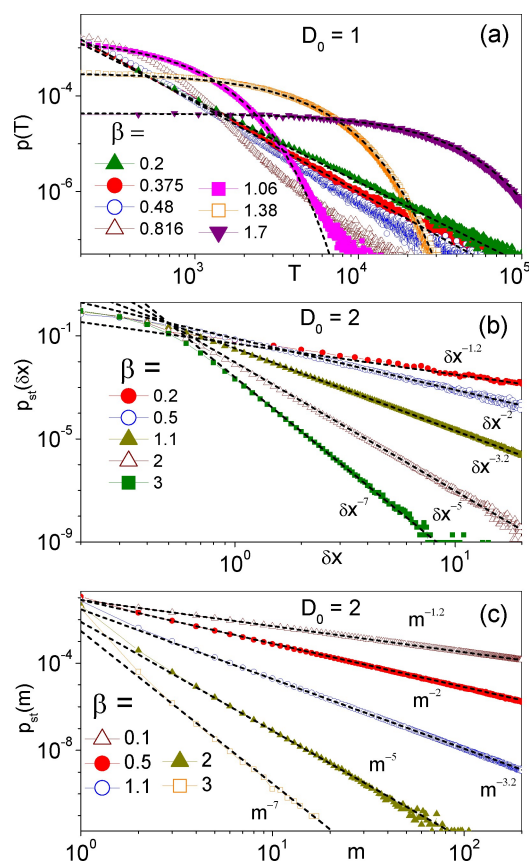 D₀ = 1
(a)
10⁻⁴
10⁻⁶
p(T)
β =
0.2
0.375
0.48
0.816
1.06
1.38
1.7
10³
T
10⁴
10⁵
D₀ = 2
(b)
10⁻¹
10⁻⁵
10⁻⁹
pₛₜ(δx)
β =
0.2
0.5
1.1
2
3
δx⁻¹·²
δx⁻²
δx⁻³·²
δx⁻⁵
δx⁻⁷
10⁰
δx
10¹
D₀ = 2
(c)
10⁻⁴
10⁻⁸
pₛₜ(m)
m⁻¹·²
m⁻²
m⁻³·²
m⁻⁵
m⁻⁷
β =
0.1
0.5
1.1
2
3
10⁰
10¹
m
10²